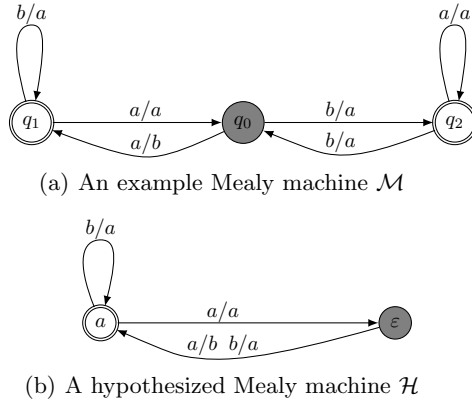 b/a a/a
q₁ a/a q₀ b/a q₂
a/b b/a
(a) An example Mealy machine ℳ
b/a
a a/a ε
a/b b/a
(b) A hypothesized Mealy machine ℋ